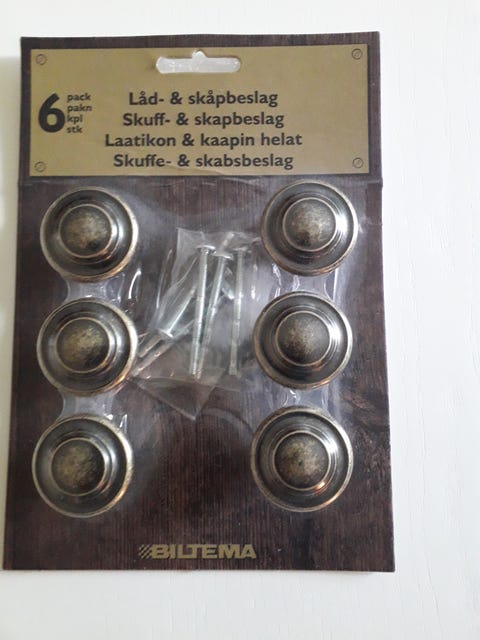 6 pack
pakn
kpl
stk
Låd- & skåpbeslag
Skuff- & skapbeslag
Laatikon & kaapin helat
Skuffe- & skabsbeslag
BILTEMA